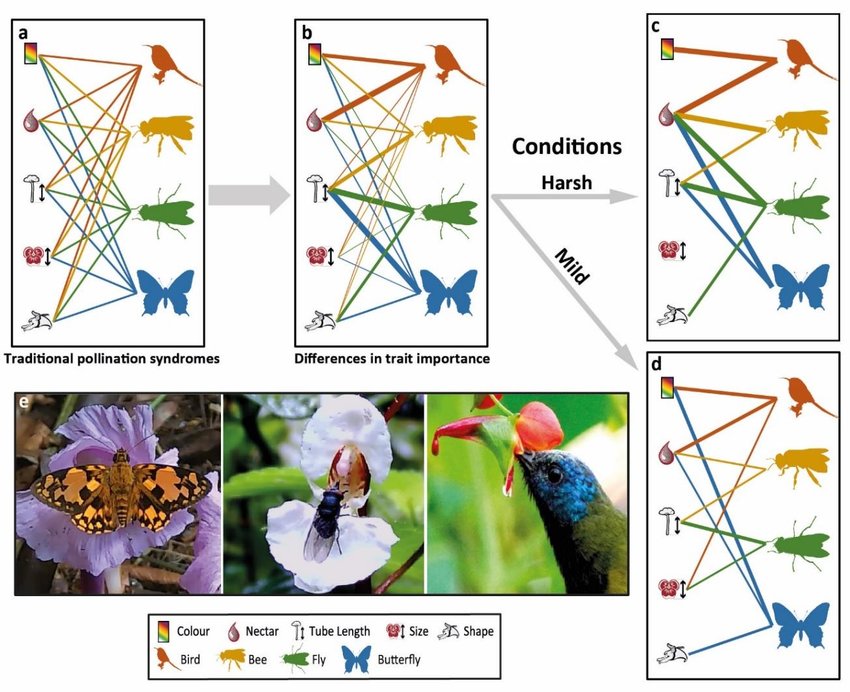 a
b
c
Conditions
Harsh
Mild
Traditional pollination syndromes
Differences in trait importance
d
e
Colour
Nectar
Tube Length
Size
Shape
Bird
Bee
Fly
Butterfly